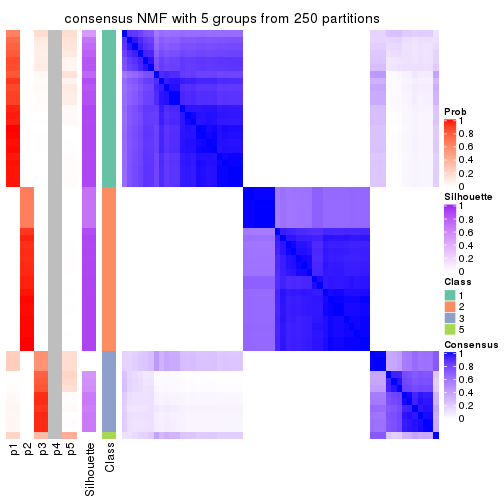 consensus NMF with 5 groups from 250 partitions
Prob
1
0.8
0.6
0.4
0.2
0
Silhouette
1
0.8
0.6
0.4
0.2
0
Class
1
2
3
5
Consensus
1
0.8
0.6
0.4
0.2
0
p1
p2
p3
p4
p5
Silhouette
Class